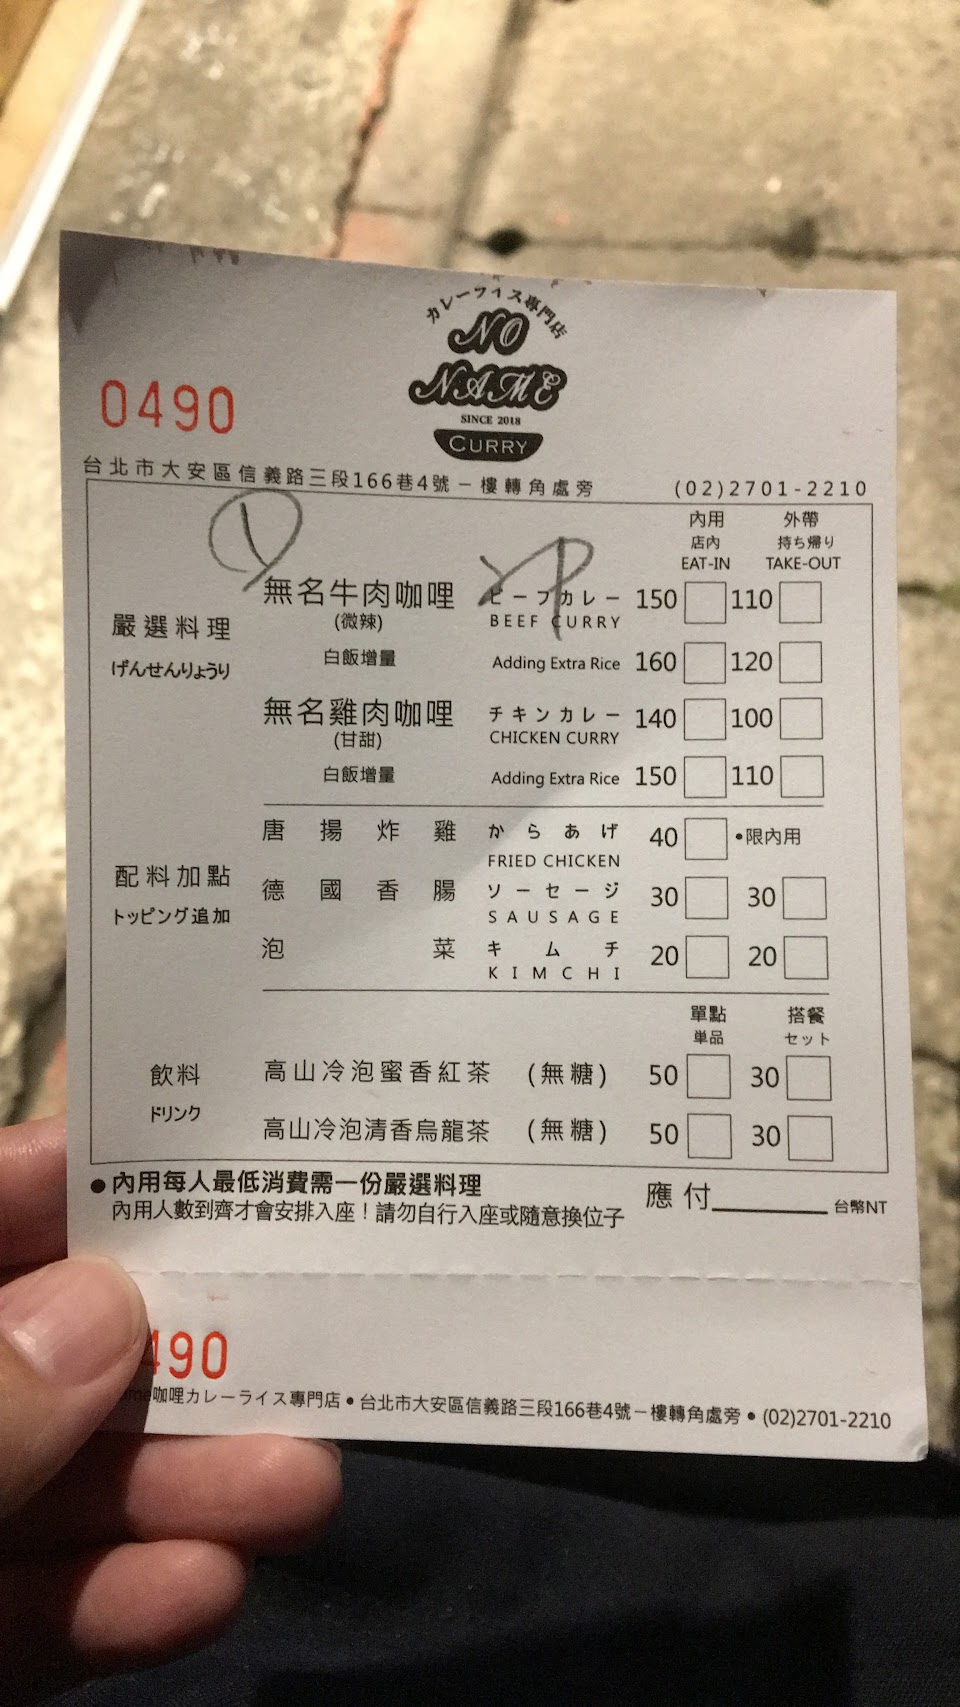 カレーライス專門店
NO
NAME
SINCE 2018
CURRY
0490
台北市大安區信義路三段166巷4號一樓轉角處旁 (02)2701-2210
內用 外帶
店內 持ち帰り
EAT-IN TAKE-OUT
嚴選料理
げんせんりょうり
無名牛肉咖哩 ビーフカレー 150 110
(微辣) BEEF CURRY
白飯增量 Adding Extra Rice 160 120
無名雞肉咖哩 チキンカレー 140 100
(甘甜) CHICKEN CURRY
白飯增量 Adding Extra Rice 150 110
配料加點
トッピング追加
唐揚炸雞 からあげ 40 •限內用
FRIED CHICKEN
德國香腸 ソーセージ 30 30
SAUSAGE
泡菜 キムチ 20 20
KIMCHI
單點 搭餐
単品 セット
飲料
ドリンク
高山冷泡蜜香紅茶 (無糖) 50 30
高山冷泡清香烏龍茶 (無糖) 50 30
●內用每人最低消費需一份嚴選料理
內用人數到齊才會安排入座！請勿自行入座或隨意換位子
應付________ 台幣NT
490
咖哩カレーライス專門店•台北市大安區信義路三段166巷4號一樓轉角處旁•(02)2701-2210